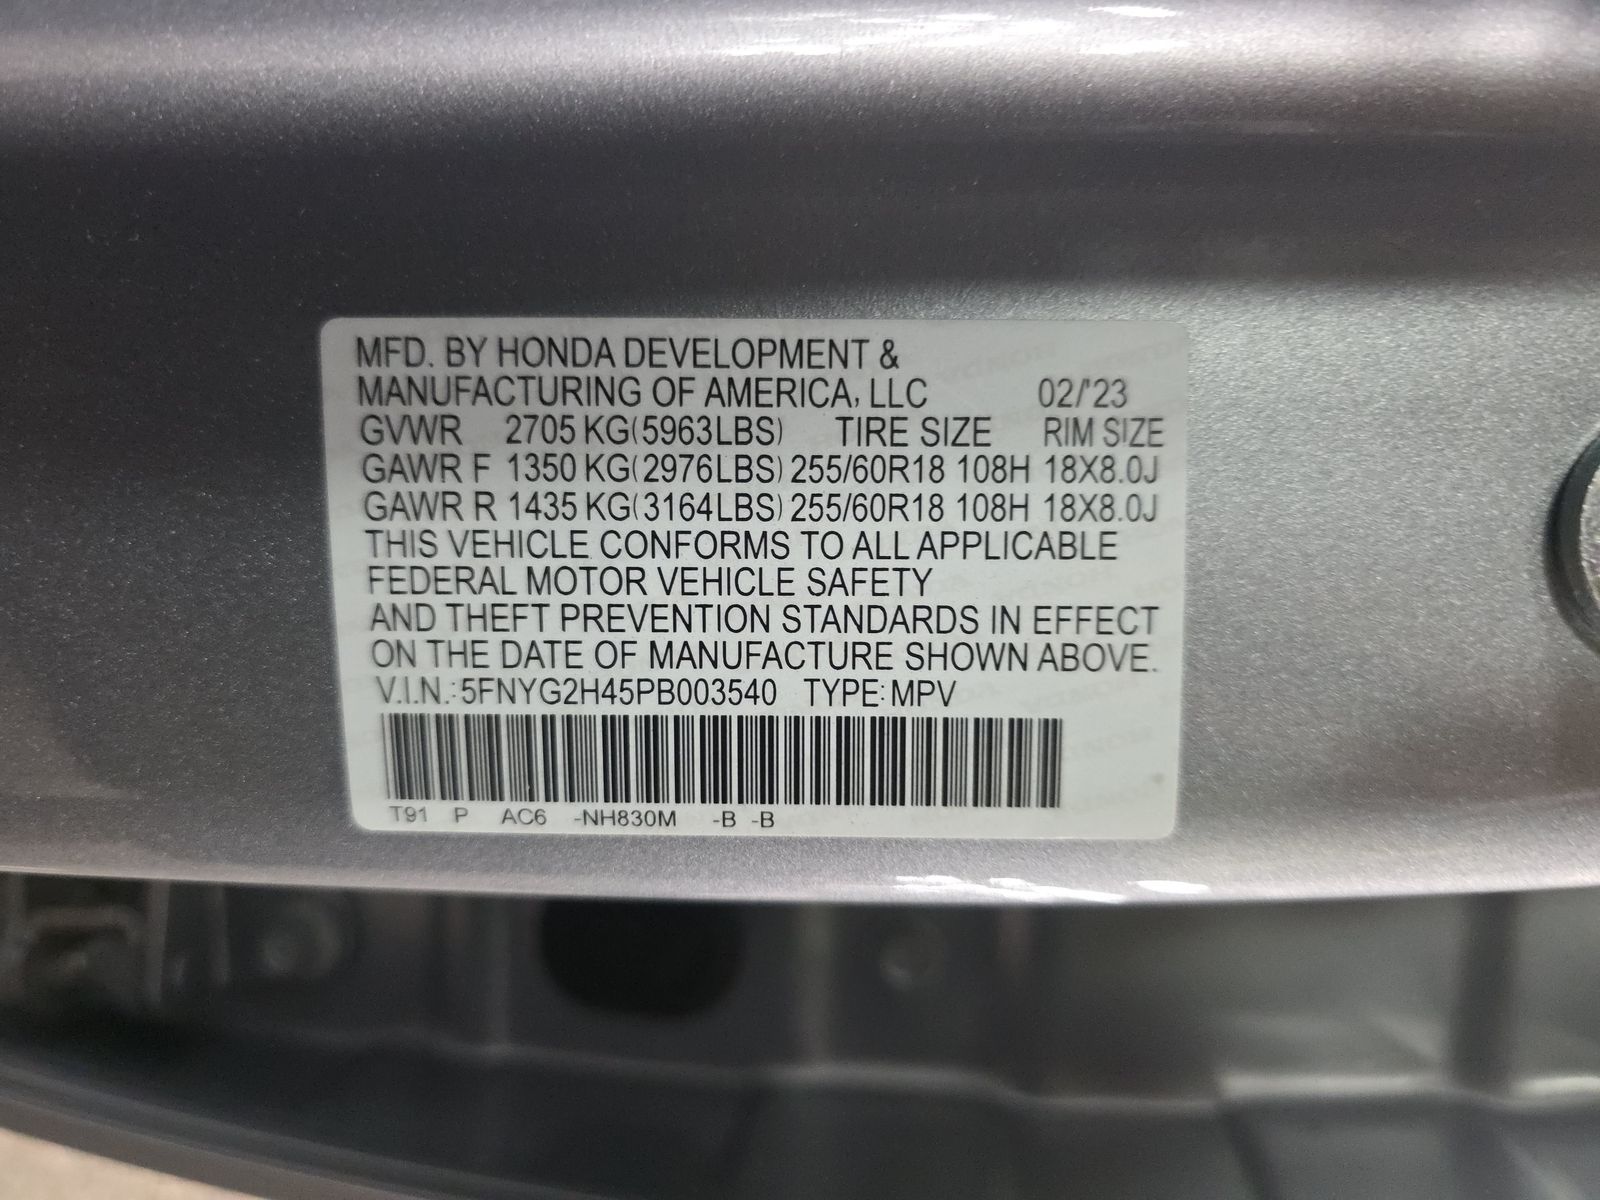 MFD. BY HONDA DEVELOPMENT &
MANUFACTURING OF AMERICA, LLC 02/'23
GVWR 2705 KG(5963LBS) TIRE SIZE RIM SIZE
GAWR F 1350 KG(2976LBS) 255/60R18 108H 18X8.0J
GAWR R 1435 KG(3164LBS) 255/60R18 108H 18X8.0J
THIS VEHICLE CONFORMS TO ALL APPLICABLE
FEDERAL MOTOR VEHICLE SAFETY
AND THEFT PREVENTION STANDARDS IN EFFECT
ON THE DATE OF MANUFACTURE SHOWN ABOVE.
V.I.N.: 5FNYG2H45PB003540 TYPE: MPV
T91 P AC6 -NH830M -B -B